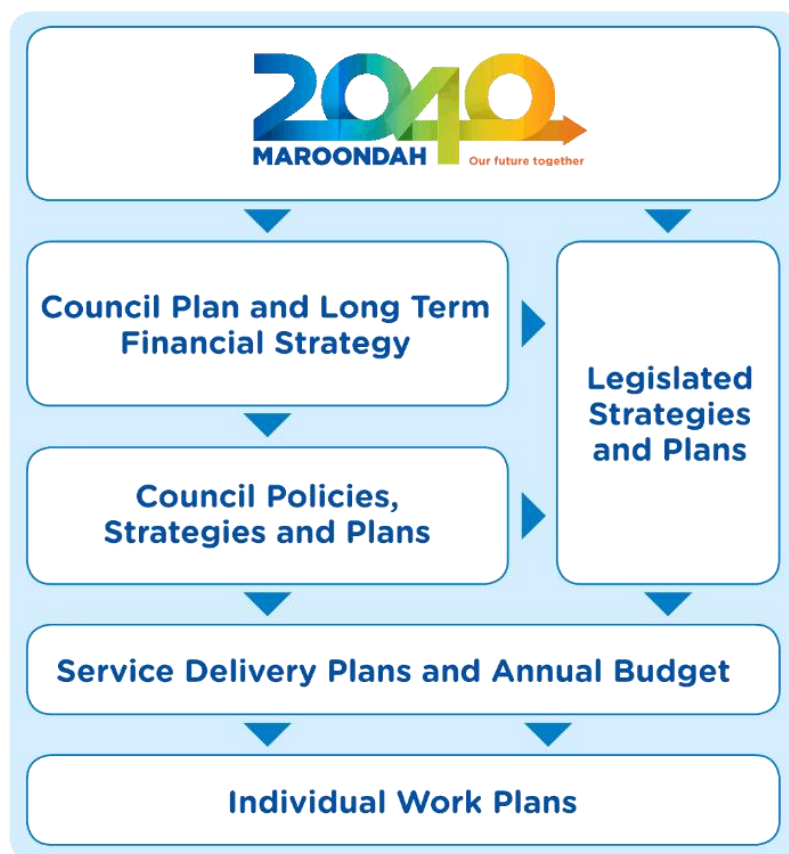 2040
MAROONDAH
Our future together
Council Plan and Long Term
Financial Strategy
Legislated
Strategies
and Plans
Council Policies,
Strategies and Plans
Service Delivery Plans and Annual Budget
Individual Work Plans